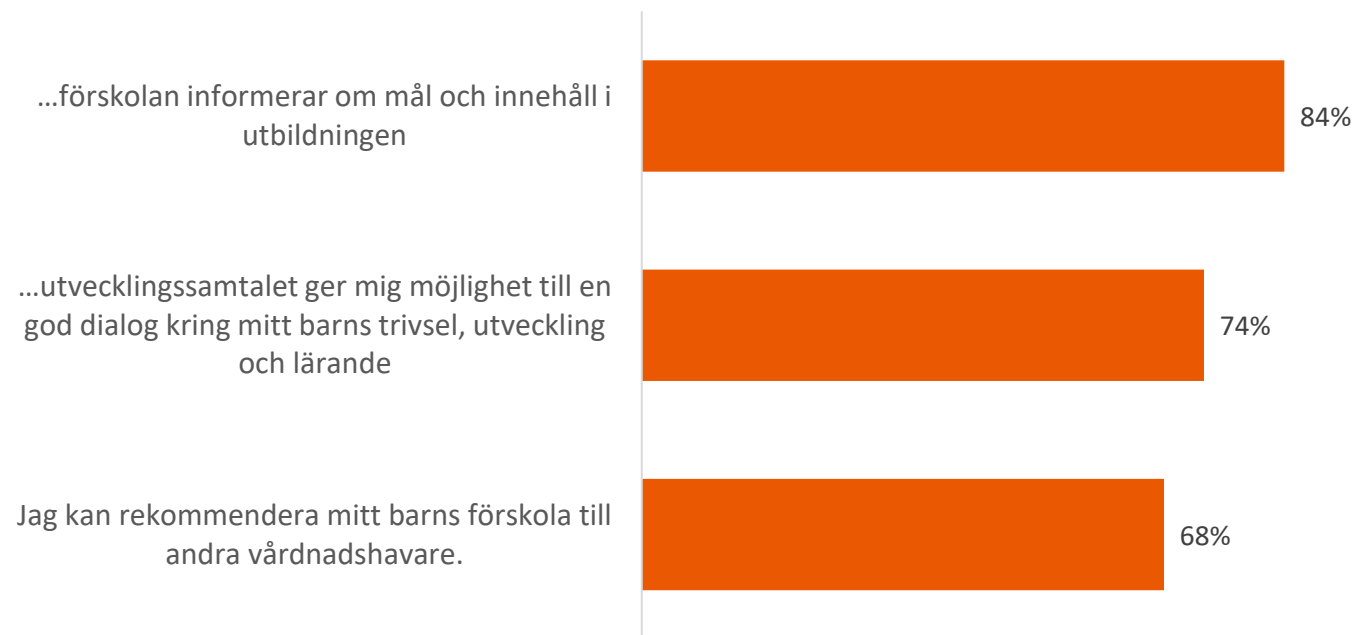 ...förskolan informerar om mål och innehåll i
utbildningen
84%
...utvecklingssamtalet ger mig möjlighet till en
god dialog kring mitt barns trivsel, utveckling
och lärande
74%
Jag kan rekommendera mitt barns förskola till
andra vårdnadshavare.
68%